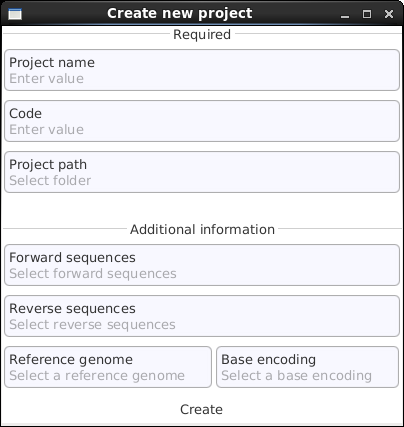 Create new project
Required
Project name
Enter value
Code
Enter value
Project path
Select folder
Additional information
Forward sequences
Select forward sequences
Reverse sequences
Select reverse sequences
Reference genome
Select a reference genome
Base encoding
Select a base encoding
Create